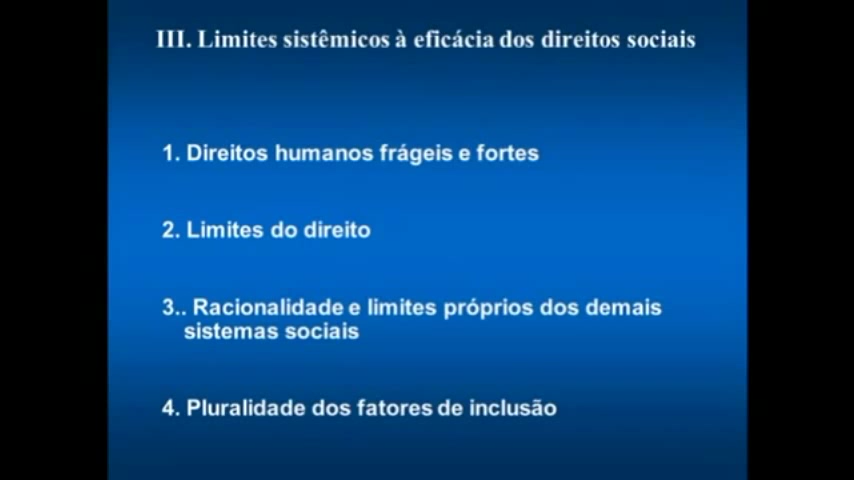 III. Limites sistêmicos à eficácia dos direitos sociais
1. Direitos humanos frágeis e fortes
2. Limites do direito
3.. Racionalidade e limites próprios dos demais
sistemas sociais
4. Pluralidade dos fatores de inclusão